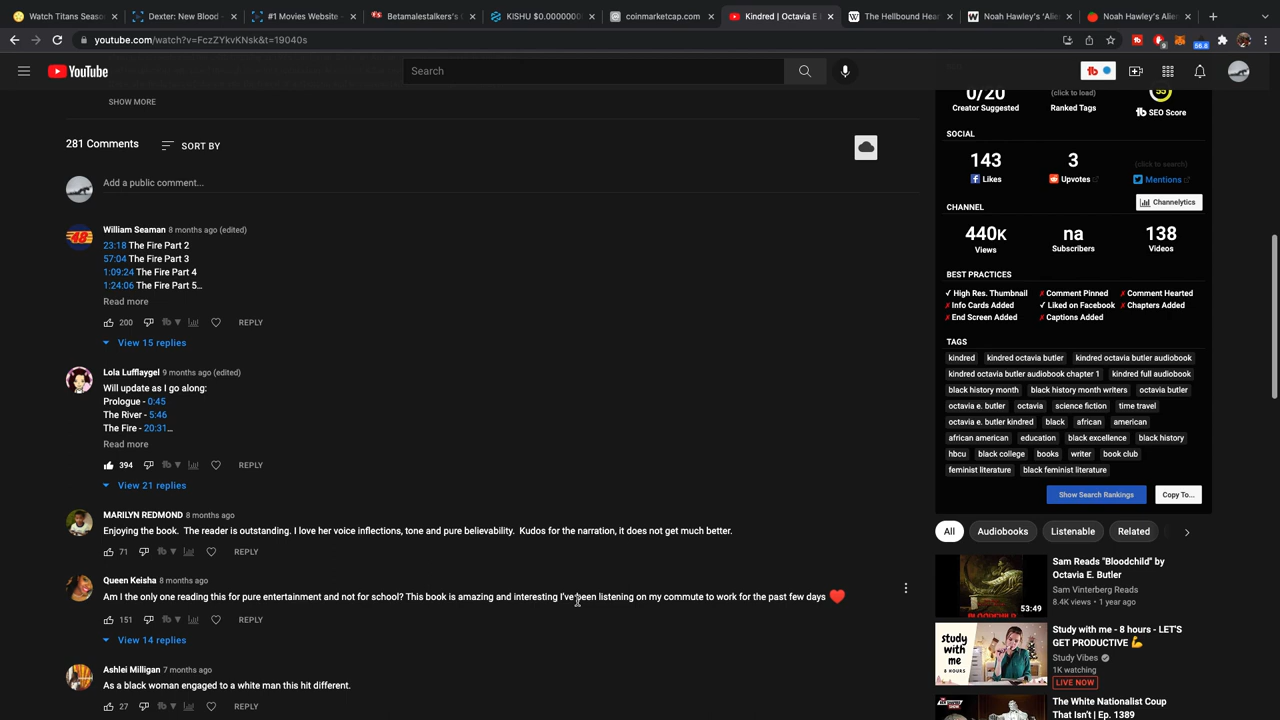 Watch Titans Seaso
Dexter: New Blood -
#1 Movies Website -
Betamalestalkers's
KISHU $0.0000000
coinmarketcap.com
Kindred | Octavia E
The Hellbound Hea
Noah Hawley's 'Alie
Noah Hawley's Alien
youtube.com/watch?v=FczZYkvKNsk&t=19040s
56.8
YouTube
Search
SHOW MORE
281 Comments
SORT BY
Add a public comment...
William Seaman 8 months ago (edited)
23:18 The Fire Part 2
57:04 The Fire Part 3
1:09:24 The Fire Part 4
1:24:06 The Fire Part 5...
Read more
200
REPLY
View 15 replies
Lola Lufflaygel 9 months ago (edited)
Will update as I go along:
Prologue - 0:45
The River - 5:46
The Fire - 20:31...
Read more
394
REPLY
View 21 replies
MARILYN REDMOND 8 months ago
Enjoying the book. The reader is outstanding. I love her voice inflections, tone and pure believability. Kudos for the narration, it does not get much better.
71
REPLY
Queen Keisha 8 months ago
Am I the only one reading this for pure entertainment and not for school? This book is amazing and interesting I've been listening on my commute to work for the past few days
151
REPLY
View 14 replies
Ashlei Milligan 7 months ago
As a black woman engaged to a white man this hit different.
27
REPLY
0/20
Creator Suggested
(click to load)
Ranked Tags
55
tb SEO Score
SOCIAL
143
Likes
3
Upvotes
(click to search)
Mentions
Channelytics
CHANNEL
440K
Views
na
Subscribers
138
Videos
BEST PRACTICES
✓ High Res. Thumbnail
✗ Comment Pinned
✗ Comment Hearted
✗ Info Cards Added
✓ Liked on Facebook
✗ Chapters Added
✗ End Screen Added
✗ Captions Added
TAGS
kindred
kindred octavia butler
kindred octavia butler audiobook
kindred octavia butler audiobook chapter 1
kindred full audiobook
black history month
black history month writers
octavia butler
octavia e. butler
octavia
science fiction
time travel
octavia e. butler kindred
black
african
american
african american
education
black excellence
black history
hbcu
black college
books
writer
book club
feminist literature
black feminist literature
Show Search Rankings
Copy To...
All
Audiobooks
Listenable
Related
BLOODCHILD
53:49
Sam Reads "Bloodchild" by
Octavia E. Butler
Sam Vinterberg Reads
8.4K views • 1 year ago
study
with
me
8 HOURS
Study with me - 8 hours - LET'S
GET PRODUCTIVE
Study Vibes
1K watching
LIVE NOW
The White Nationalist Coup
That Isn't | Ep. 1389